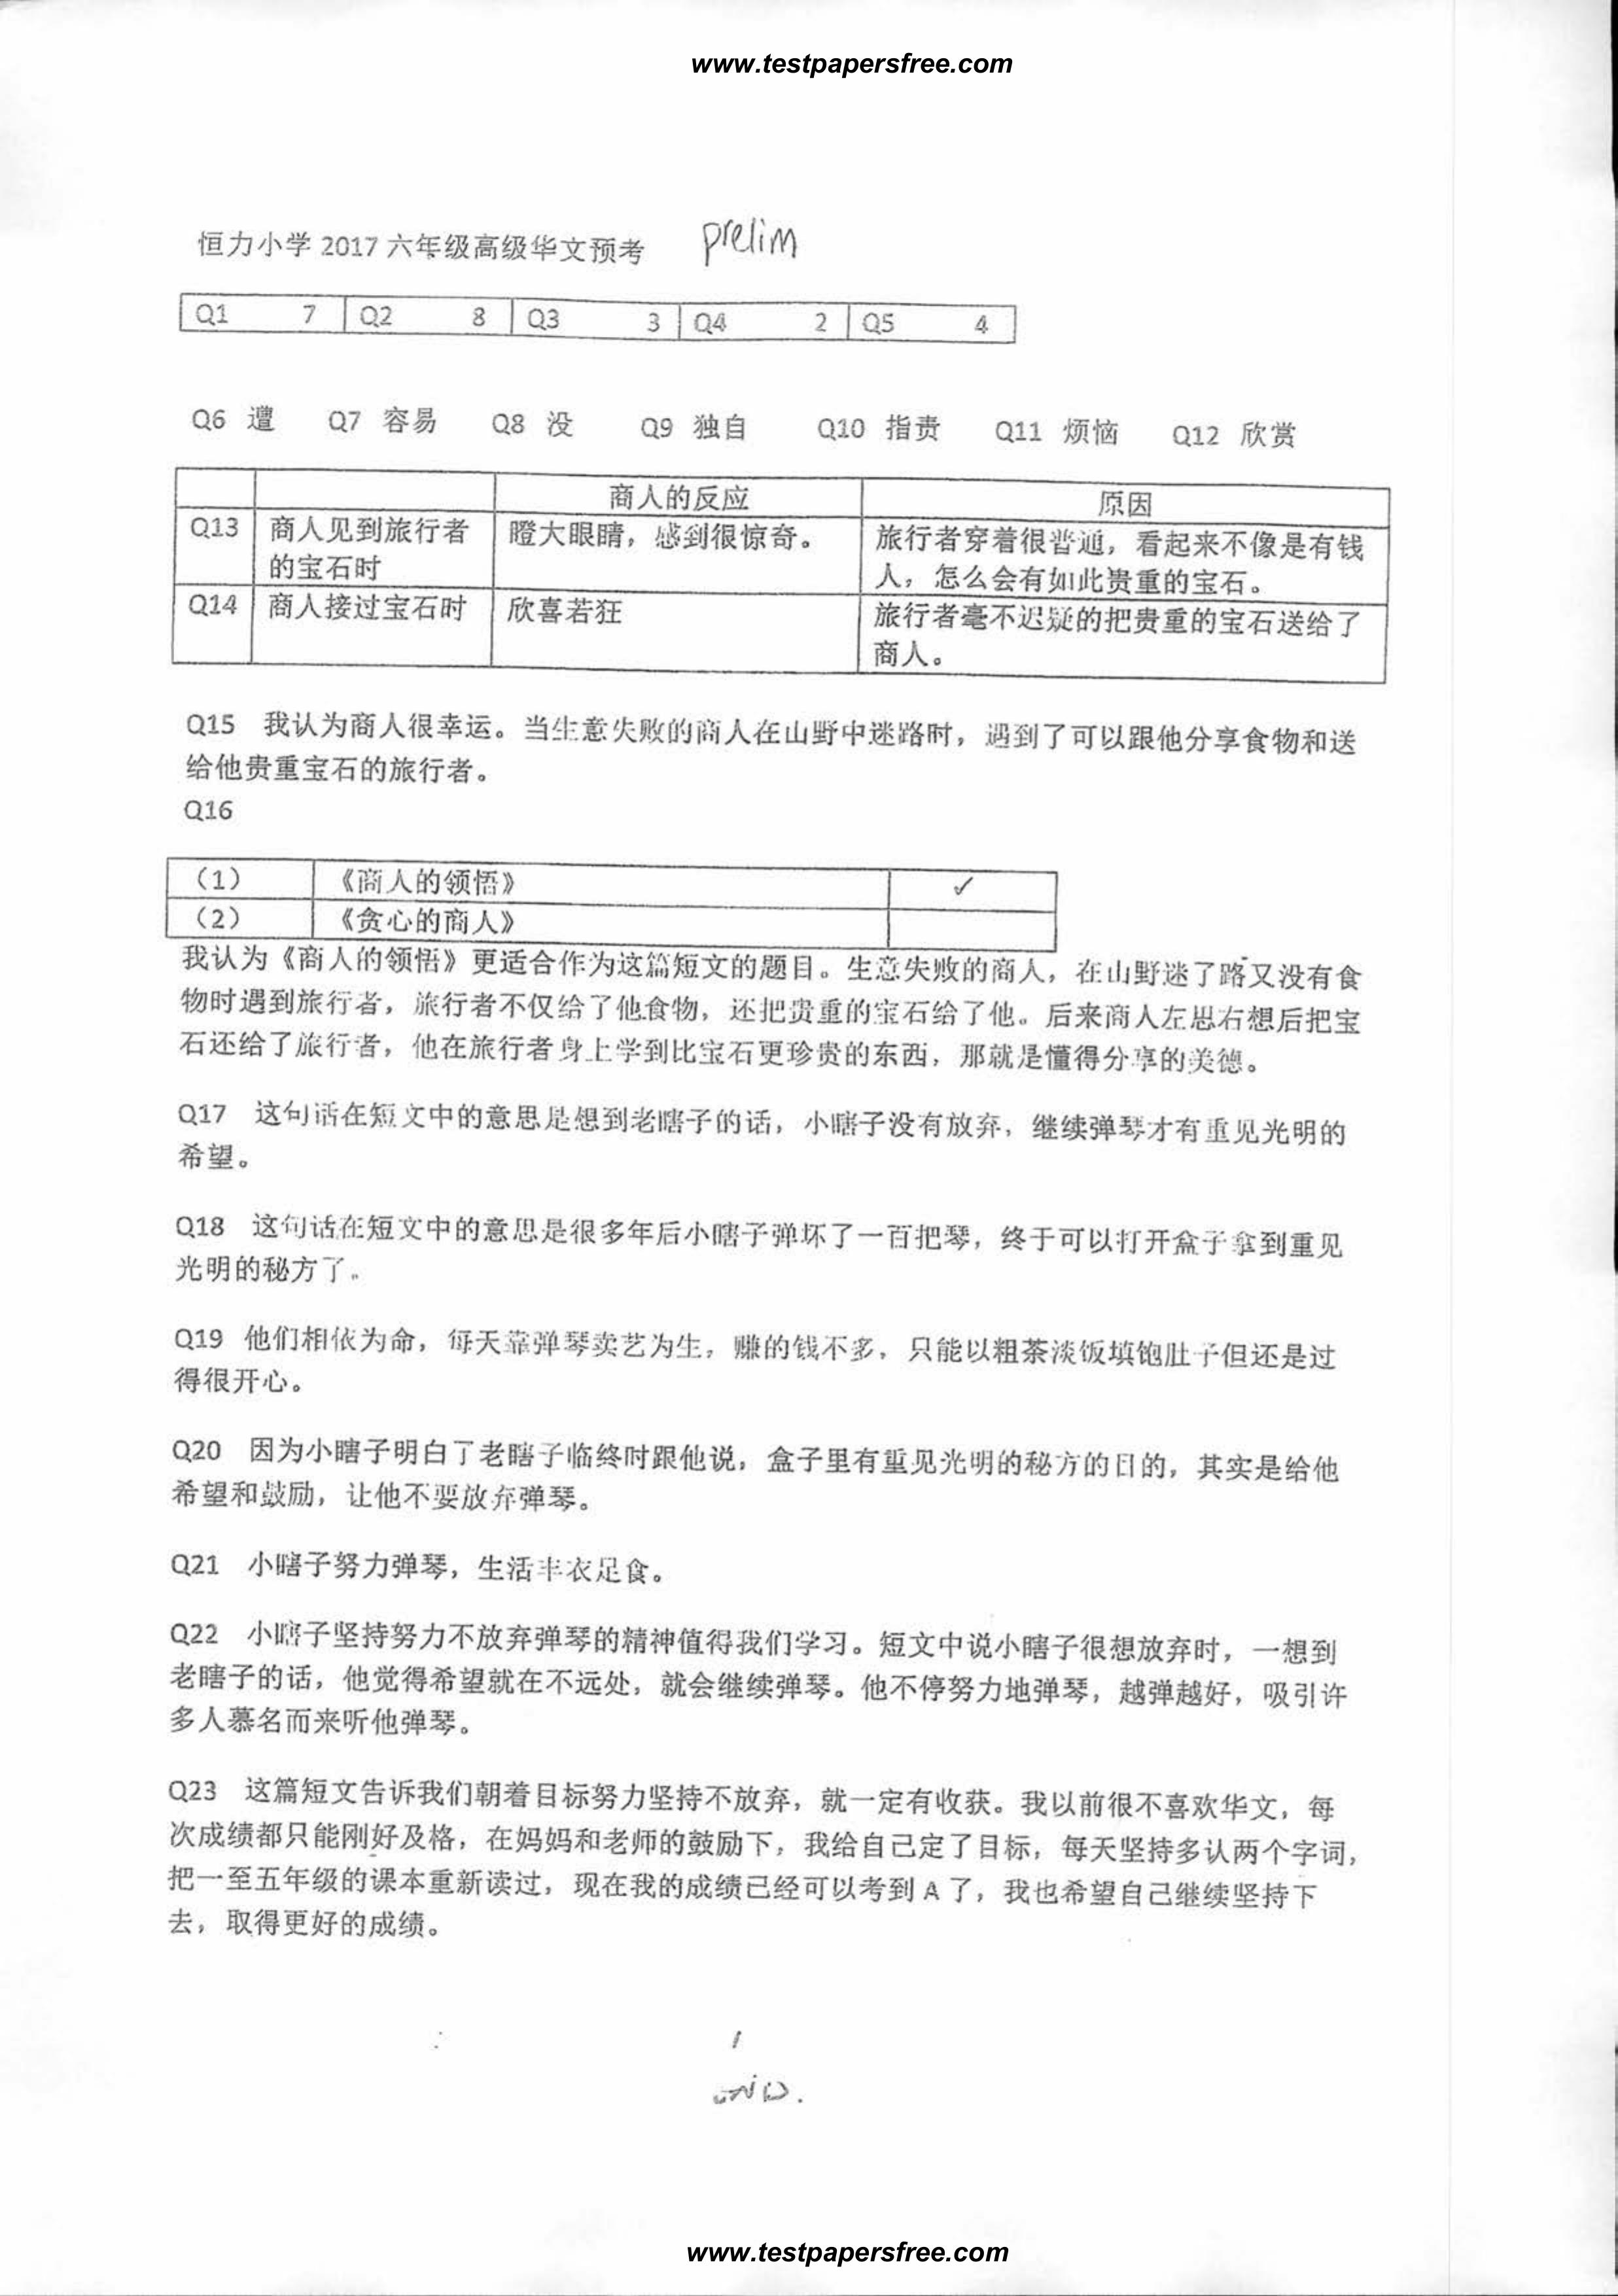 www.testpapersfree.com
恒力小学 2017 六年级高级华文预考 prelim
Q1 7 Q2 8 Q3 3 Q4 2 Q5 4
Q6 遭 Q7 容易 Q8 没 Q9 独自 Q10 指责 Q11 烦恼 Q12 欣赏
商人的反应 原因
Q13 商人见到旅行者的宝石时 瞪大眼睛，感到很惊奇。 旅行者穿着很普通，看起来不像是有钱人，怎么会有如此贵重的宝石。
Q14 商人接过宝石时 欣喜若狂 旅行者毫不迟疑的把贵重的宝石送给了商人。
Q15 我认为商人很幸运。当生意失败的商人在山野中迷路时，遇到了可以跟他分享食物和送
给他贵重宝石的旅行者。
Q16
（1） 《商人的领悟》 ✓
（2） 《贪心的商人》
我认为《商人的领悟》更适合作为这篇短文的题目。生意失败的商人，在山野迷了路又没有食
物时遇到旅行者，旅行者不仅给了他食物，还把贵重的宝石给了他。后来商人左思右想后把宝
石还给了旅行者，他在旅行者身上学到比宝石更珍贵的东西，那就是懂得分享的美德。
Q17 这句话在短文中的意思是想到老瞎子的话，小瞎子没有放弃，继续弹琴才有重见光明的
希望。
Q18 这句话在短文中的意思是很多年后小瞎子弹坏了一百把琴，终于可以打开盒子拿到重见
光明的秘方了。
Q19 他们相依为命，每天靠弹琴卖艺为生，赚的钱不多，只能以粗茶淡饭填饱肚子但还是过
得很开心。
Q20 因为小瞎子明白了老瞎子临终时跟他说，盒子里有重见光明的秘方的目的，其实是给他
希望和鼓励，让他不要放弃弹琴。
Q21 小瞎子努力弹琴，生活丰衣足食。
Q22 小瞎子坚持努力不放弃弹琴的精神值得我们学习。短文中说小瞎子很想放弃时，一想到
老瞎子的话，他觉得希望就在不远处，就会继续弹琴。他不停努力地弹琴，越弹越好，吸引许
多人慕名而来听他弹琴。
Q23 这篇短文告诉我们朝着目标努力坚持不放弃，就一定有收获。我以前很不喜欢华文，每
次成绩都只能刚好及格，在妈妈和老师的鼓励下，我给自己定了目标，每天坚持多认两个字词，
把一至五年级的课本重新读过，现在我的成绩已经可以考到 A 了，我也希望自己继续坚持下
去，取得更好的成绩。
www.testpapersfree.com